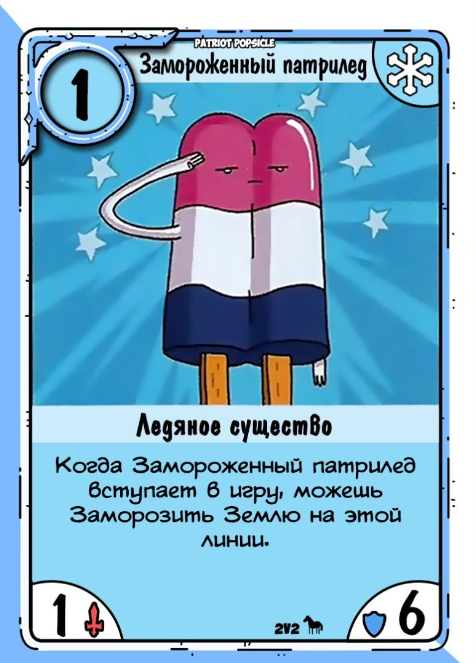 PATRIOT POPSICLE
Замороженный патрилед
1
Ледяное существо
Когда Замороженный патрилед
вступает в игру, можешь
Заморозить Землю на этой
линии.
1
2V2
6